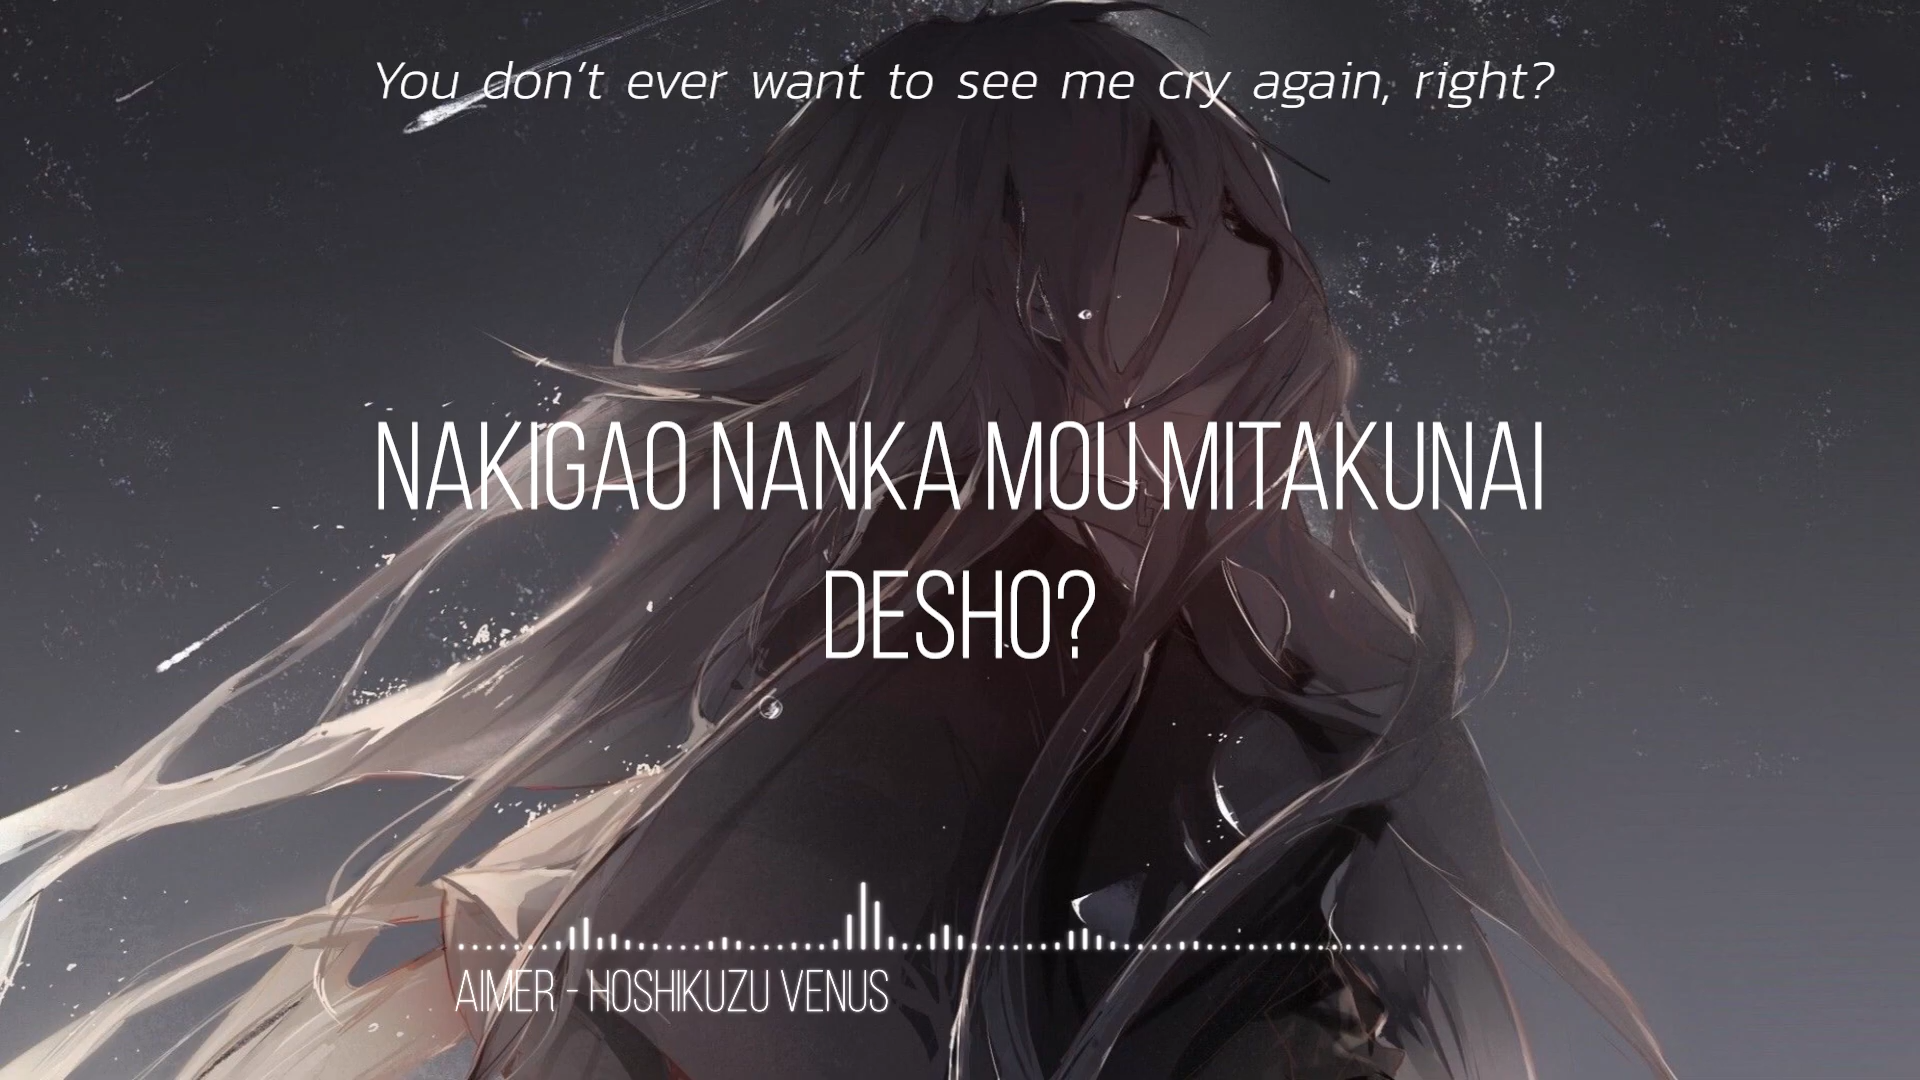 You don't ever want to see me cry again, right?
NAKIGAO NANKA MOU MITAKUNAI
DESHO?
AIMER - HOSHIKUZU VENUS